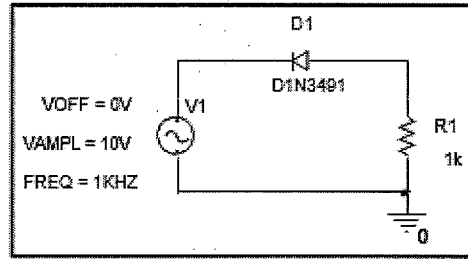 D1
D1N3491
VOFF = 0V
V1
VAMPL = 10V
FREQ = 1KHZ
R1
1k
0